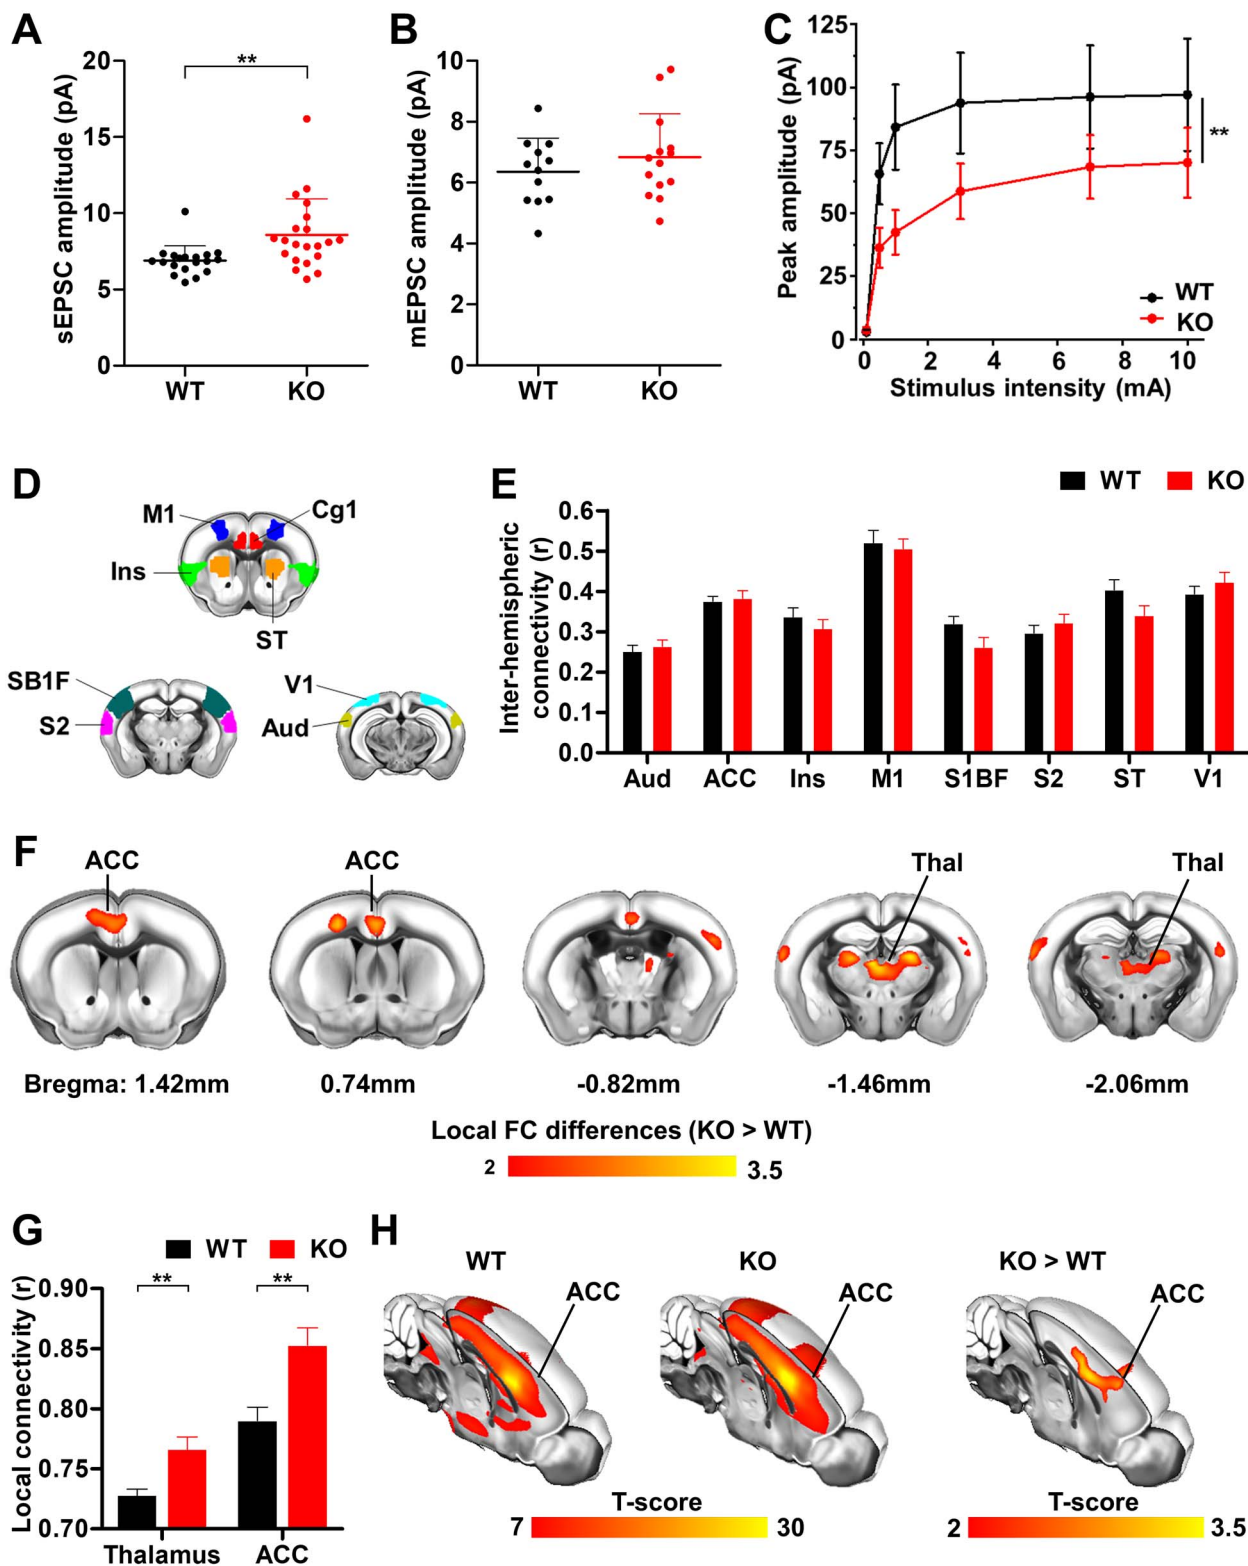 A
sEPSC amplitude (pA)
20
15
10
5
0
**
WT
KO
B
mEPSC amplitude (pA)
10
8
6
4
2
0
WT
KO
C
Peak amplitude (pA)
125
100
75
50
25
0
**
WT
KO
0 2 4 6 8 10
Stimulus intensity (mA)
D
M1
Cg1
Ins
ST
SB1F
S2
V1
Aud
E
WT KO
Inter-hemispheric
connectivity (r)
0.6
0.5
0.4
0.3
0.2
0.1
0.0
Aud ACC Ins M1 S1BF S2 ST V1
F
ACC
ACC
Thal
Thal
Bregma: 1.42mm
0.74mm
-0.82mm
-1.46mm
-2.06mm
Local FC differences (KO > WT)
2 3.5
G
WT KO
Local connectivity (r)
0.90
0.85
0.80
0.75
0.70
**
**
Thalamus ACC
H
WT
KO
KO > WT
ACC
ACC
ACC
T-score
7 30
T-score
2 3.5